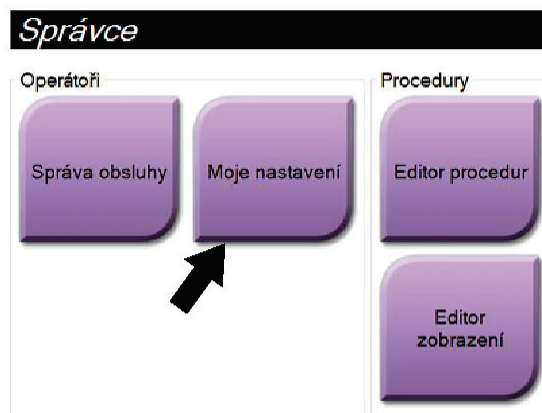 Správce
Operátoři
Procedury
Správa obsluhy
Moje nastavení
Editor procedur
Editor
zobrazení